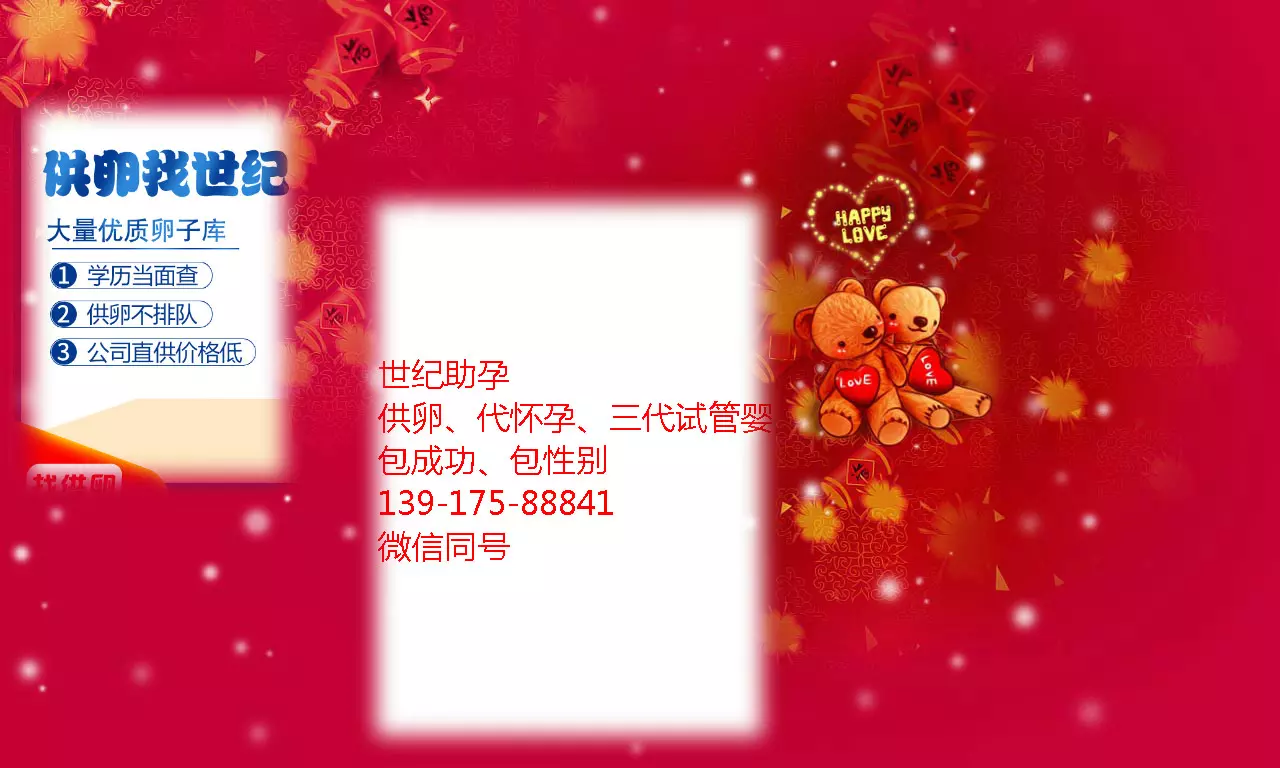 供卵找世纪
大量优质卵子库
1 学历当面查
2 供卵不排队
3 公司直供价格低
找供卵
世纪助孕
供卵、代怀孕、三代试管婴
包成功、包性别
139-175-88841
微信同号
HAPPY
LOVE
LOVE
LOVE